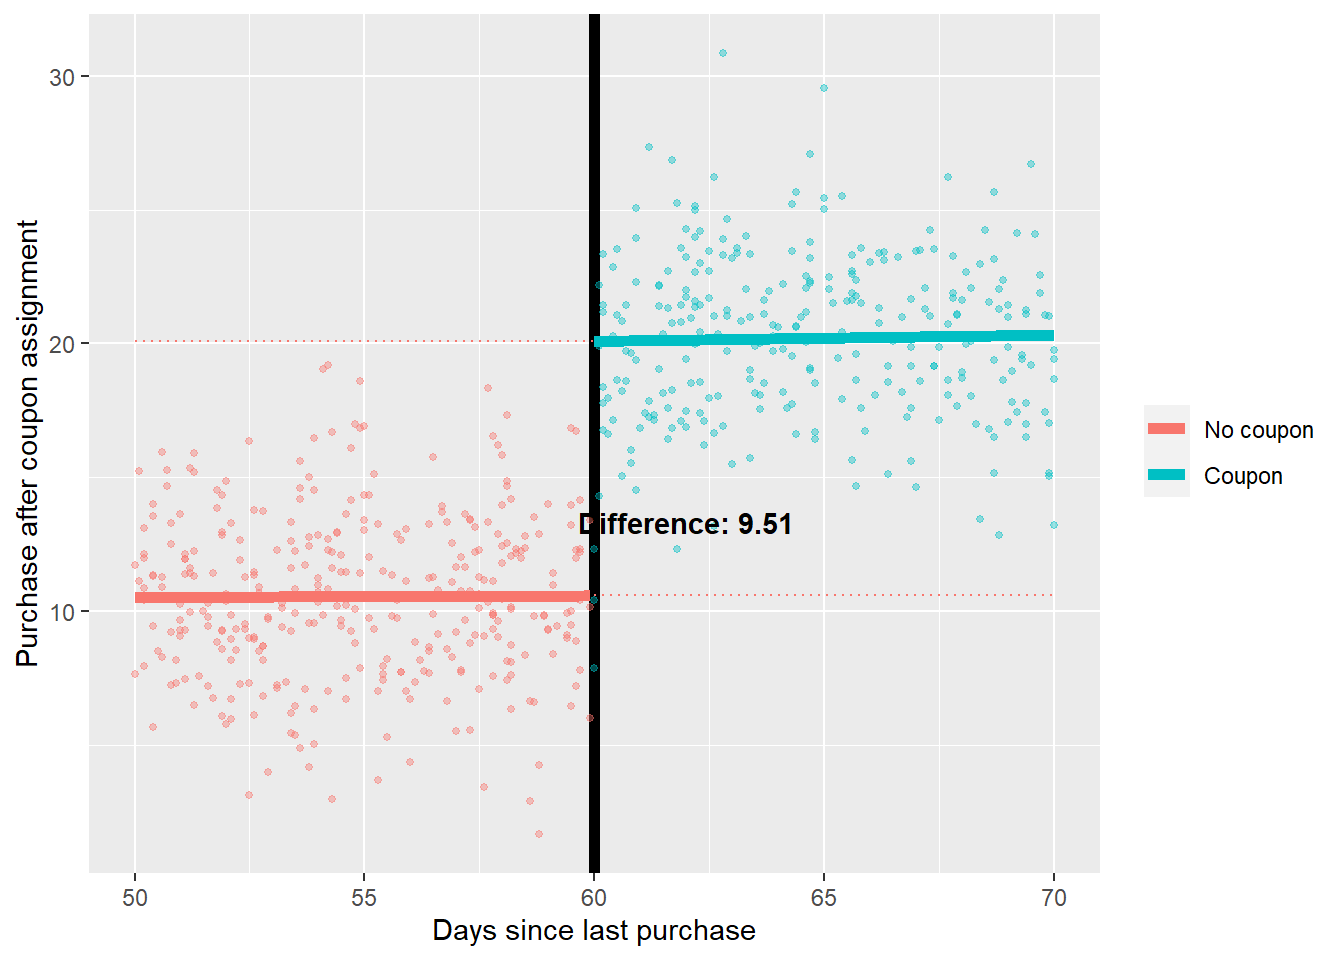 30
20
10
Purchase after coupon assignment
Difference: 9.51
50 55 60 65 70
Days since last purchase
No coupon
Coupon